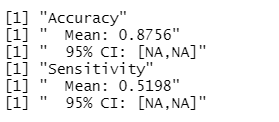 [1] "Accuracy"
[1] "  Mean: 0.8756"
[1] "  95% CI: [NA,NA]"
[1] "Sensitivity"
[1] "  Mean: 0.5198"
[1] "  95% CI: [NA,NA]"